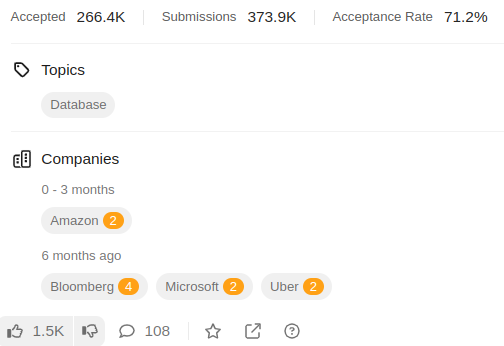 Accepted 266.4K Submissions 373.9K Acceptance Rate 71.2%
Topics
Database
Companies
0 - 3 months
Amazon 2
6 months ago
Bloomberg 4 Microsoft 2 Uber 2
1.5K 108